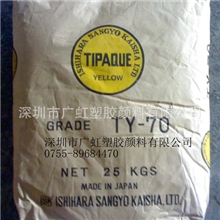 ISHIHARA SANGYO KAISHA LTD
TIPAQUE
YELLOW
深圳市广虹塑胶颜料有限公司
GRADE TY-70
深圳市广虹塑胶颜料有限公司
0755-89684470
NET 25 KGS
MADE IN JAPAN
ISHIHARA SANGYO KAISHA, LTD.